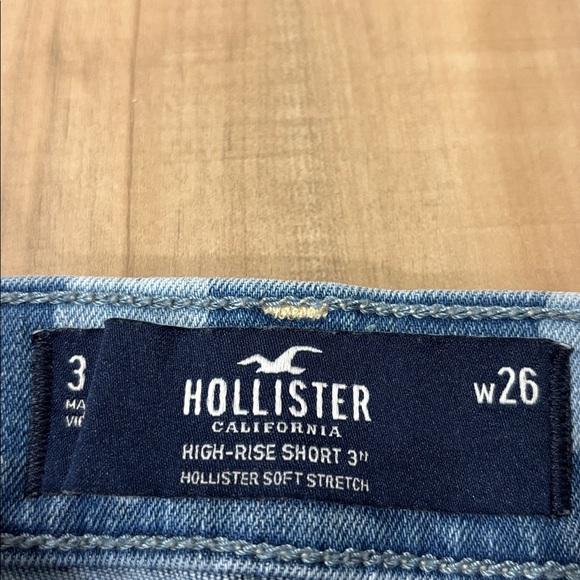 3
HOLLISTER
CALIFORNIA
HIGH-RISE SHORT 3"
HOLLISTER SOFT STRETCH
W26